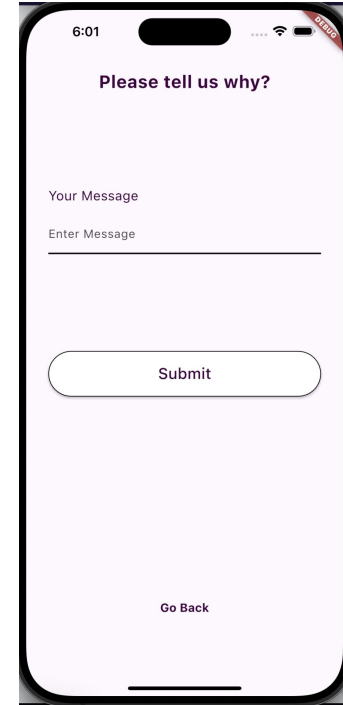 6:01
DEBUG
Please tell us why?
Your Message
Enter Message
Submit
Go Back